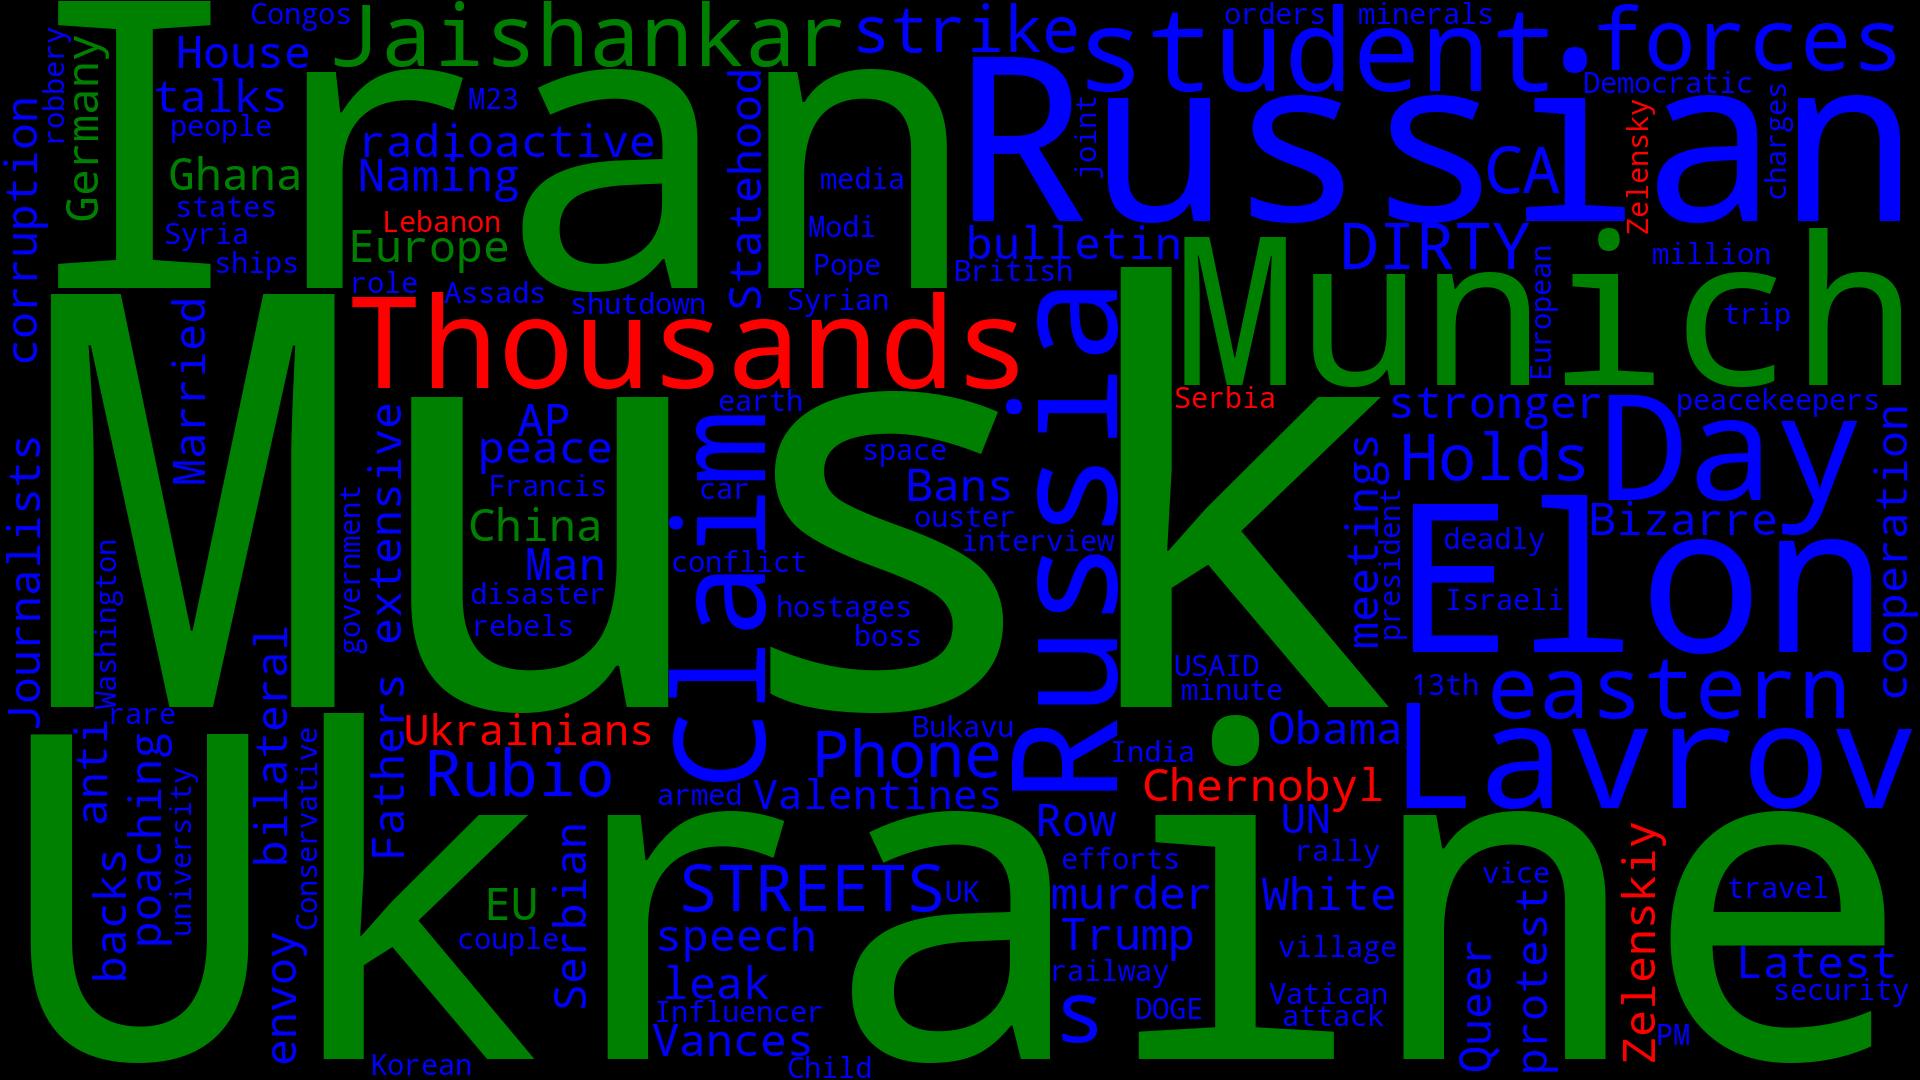 Congos
Jaishankar
strike
student
orders
minerals
forces
robbery
Germany
House
Iran
Russian
Democratic
talks
M23
people
radioactive
Statehood
joint
CA
Zelensky
charges
corruption
Ghana
Naming
media
states
Lebanon
Modi
Syria
Europe
bulletin
DIRTY
ships
Pope
British
European
million
role
Assads
shutdown
Syrian
Munich
trip
Married
Thousands
Russia
Musk
earth
Serbia
stronger
Day
peacekeepers
AP
peace
Claim
space
Holds
cooperation
Journalists
government
extensive
Francis
car
Bans
meetings
president
Elon
Bizarre
China
ouster
interview
deadly
Washington
Man
conflict
disaster
hostages
Israeli
rebels
boss
USAID
minute
13th
eastern
rare
anti
bilateral
Fathers
Ukrainians
Bukavu
India
Obama
Lavrov
poaching
university
Conservative
Rubio
Phone
armed
Valentines
Chernobyl
Ukraine
Row
UN
backs
Serbian
efforts
rally
Zelenskiy
STREETS
UK
murder
White
vice
travel
EU
couple
speech
Trump
village
protest
Queer
envoy
leak
railway
Latest
Influencer
s
DOGE
Vatican
security
attack
Vances
PM
Korean
Child